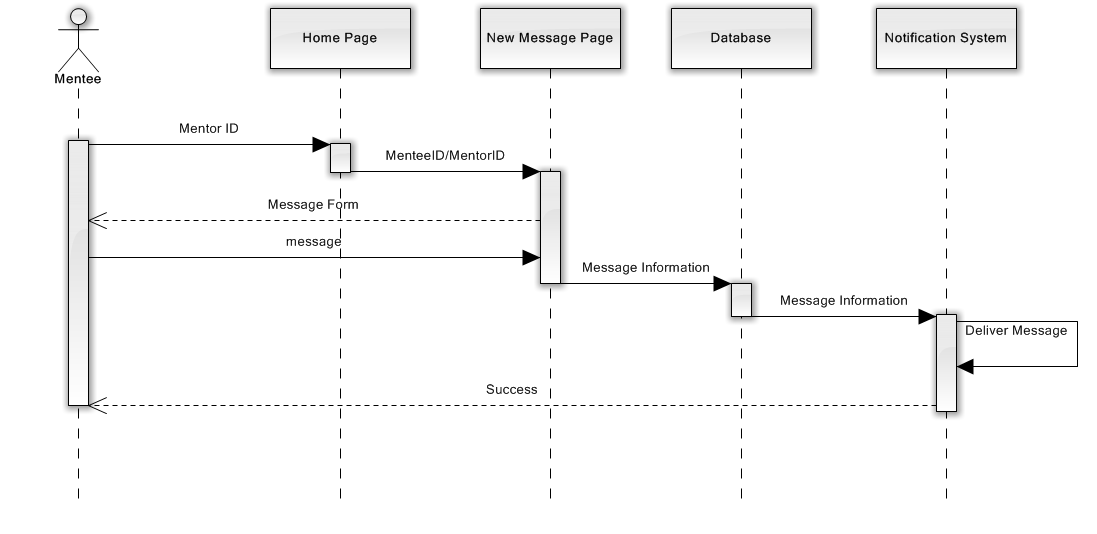 Mentee
Home Page
New Message Page
Database
Notification System
Mentor ID
MenteeID/MentorID
Message Form
message
Message Information
Message Information
Deliver Message
Success